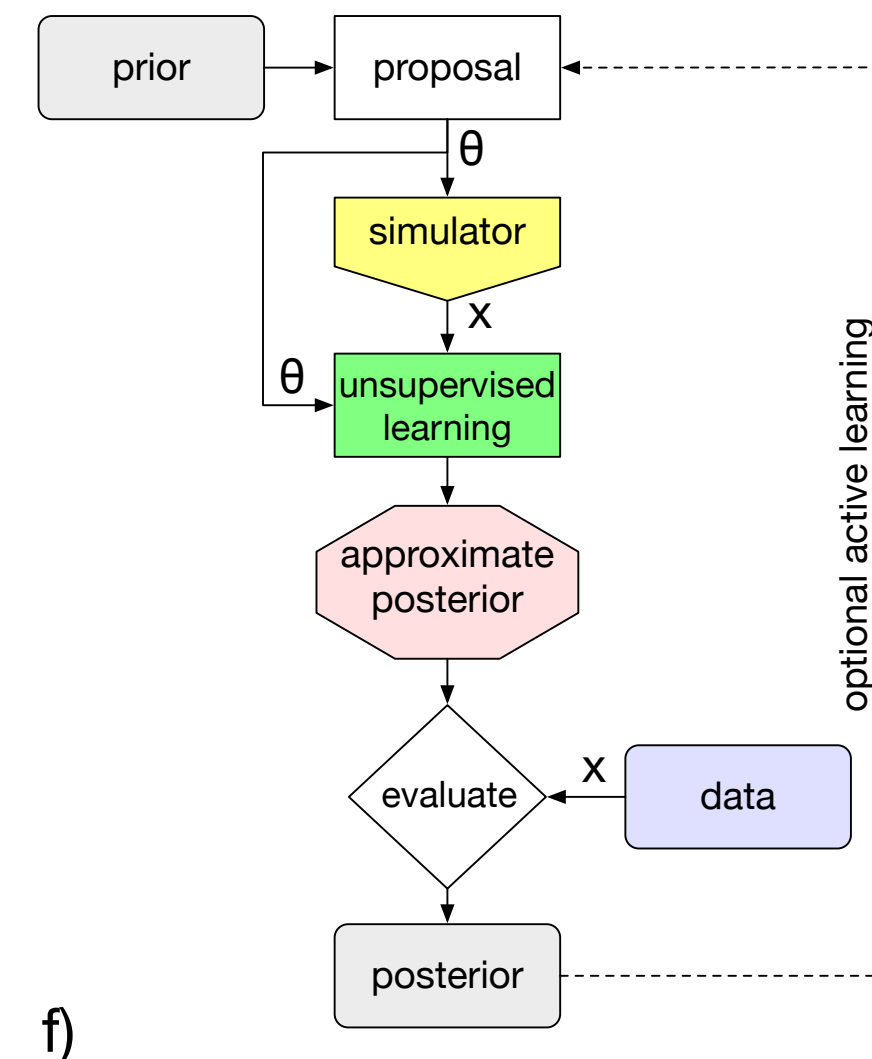 prior
proposal
θ
simulator
x
θ
unsupervised
learning
approximate
posterior
optional active learning
evaluate
x
data
posterior
f)